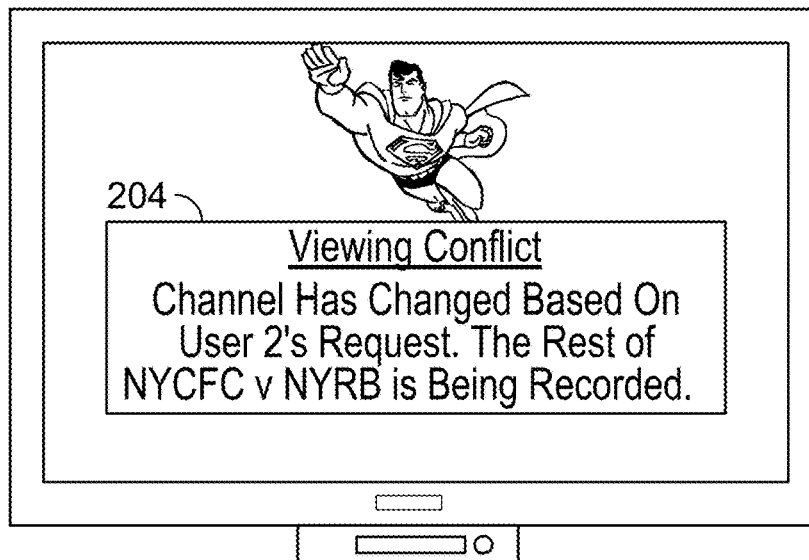 204
Viewing Conflict
Channel Has Changed Based On
User 2's Request. The Rest of
NYCFC v NYRB is Being Recorded.